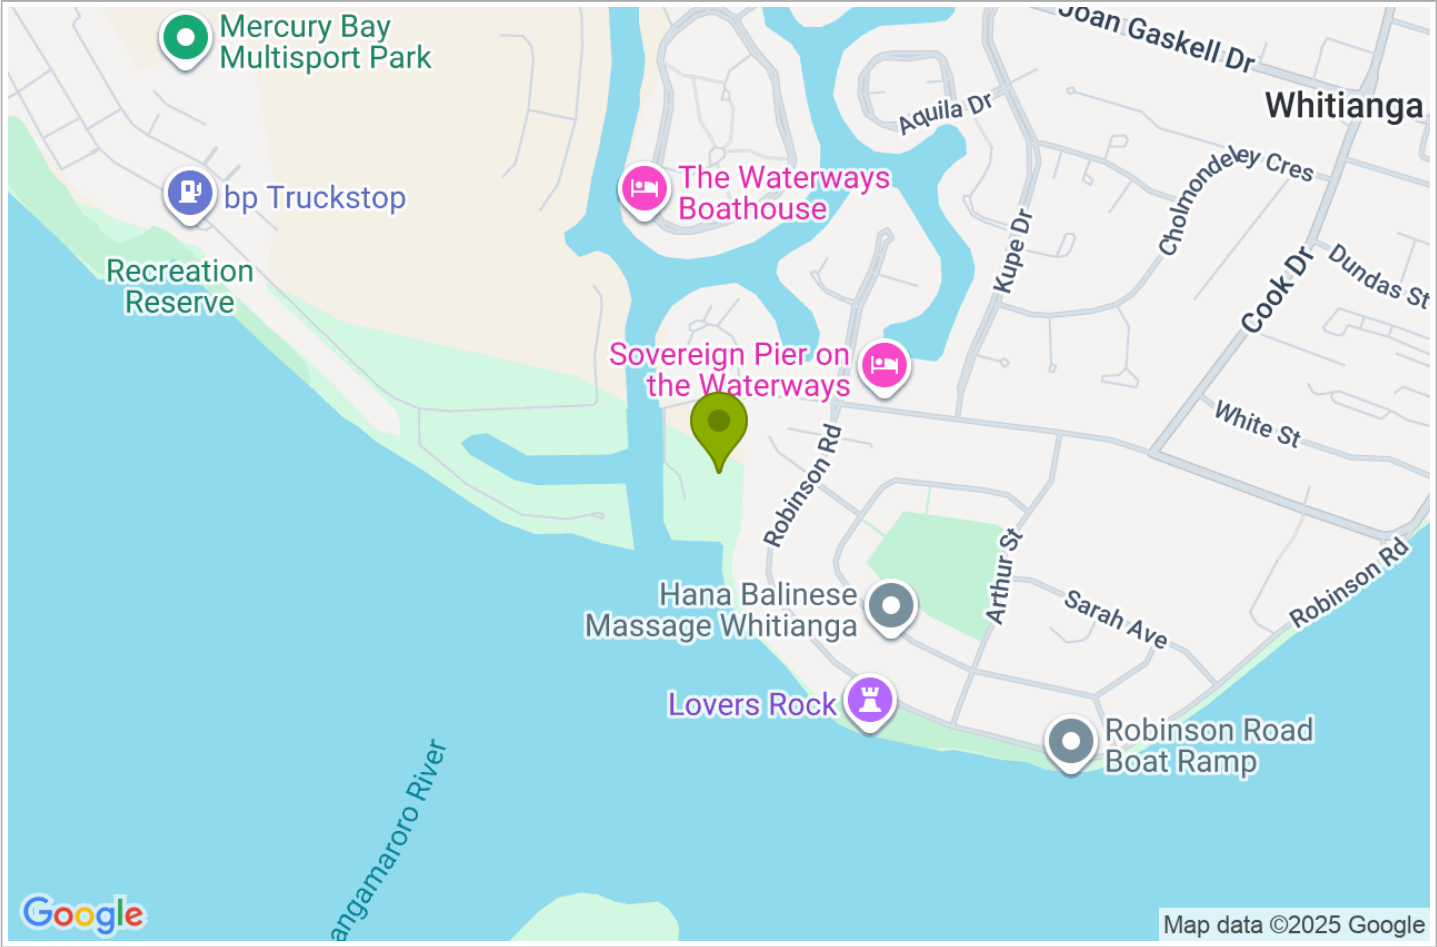 Mercury Bay
Multisport Park
Joan Gaskell Dr
Whitianga
Aquila Dr
Cholmondeley Cres
The Waterways
Boathouse
bp Truckstop
Kupe Dr
Dundas St
Cook Dr
Recreation
Reserve
Sovereign Pier on
the Waterways
White St
Robinson Rd
Arthur St
Robinson Rd
Sarah Ave
Hana Balinese
Massage Whitianga
Lovers Rock
Robinson Road
Boat Ramp
angamaroro River
Google
Map data ©2025 Google